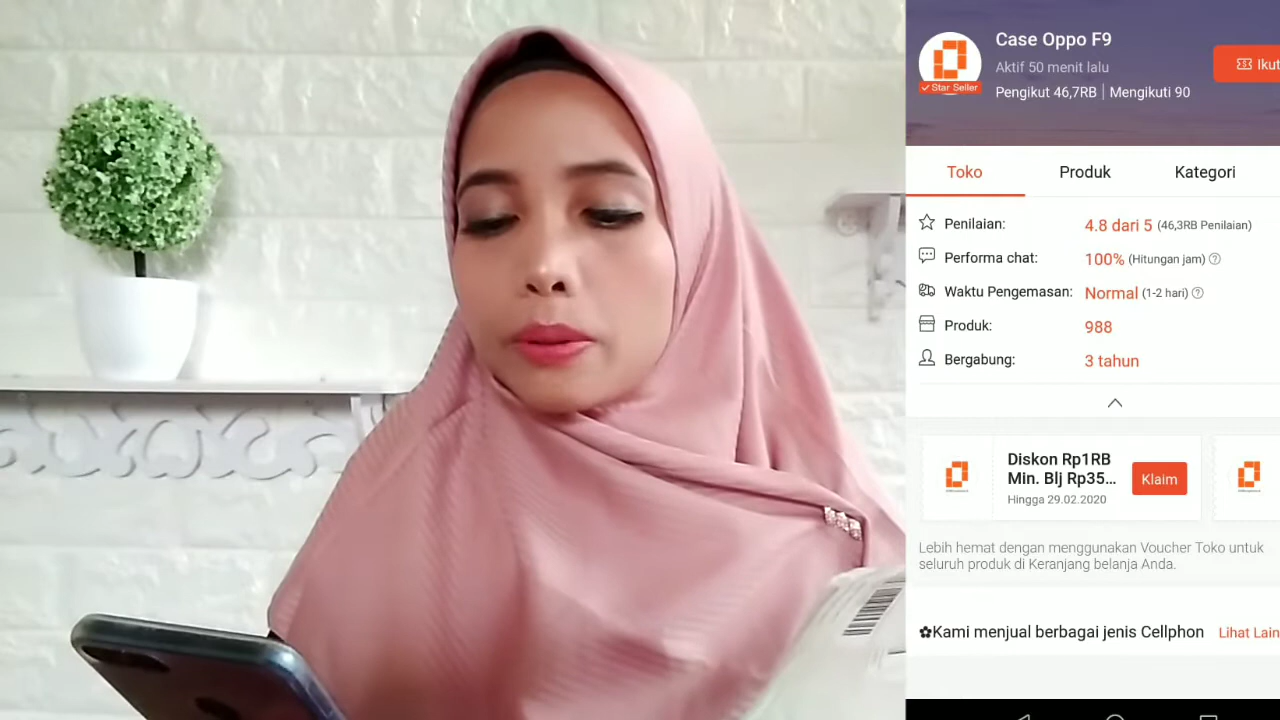 Case Oppo F9
Aktif 50 menit lalu
Star Seller
Pengikut 46,7RB | Mengikuti 90
Ikut
Toko Produk Kategori
Penilaian: 4.8 dari 5 (46,3RB Penilaian)
Performa chat: 100% (Hitungan jam)
Waktu Pengemasan: Normal (1-2 hari)
Produk: 988
Bergabung: 3 tahun
Diskon Rp1RB
Min. Blj Rp35...
Hingga 29.02.2020
Klaim
Lebih hemat dengan menggunakan Voucher Toko untuk
seluruh produk di Keranjang belanja Anda.
✿Kami menjual berbagai jenis Cellphon Lihat Lain